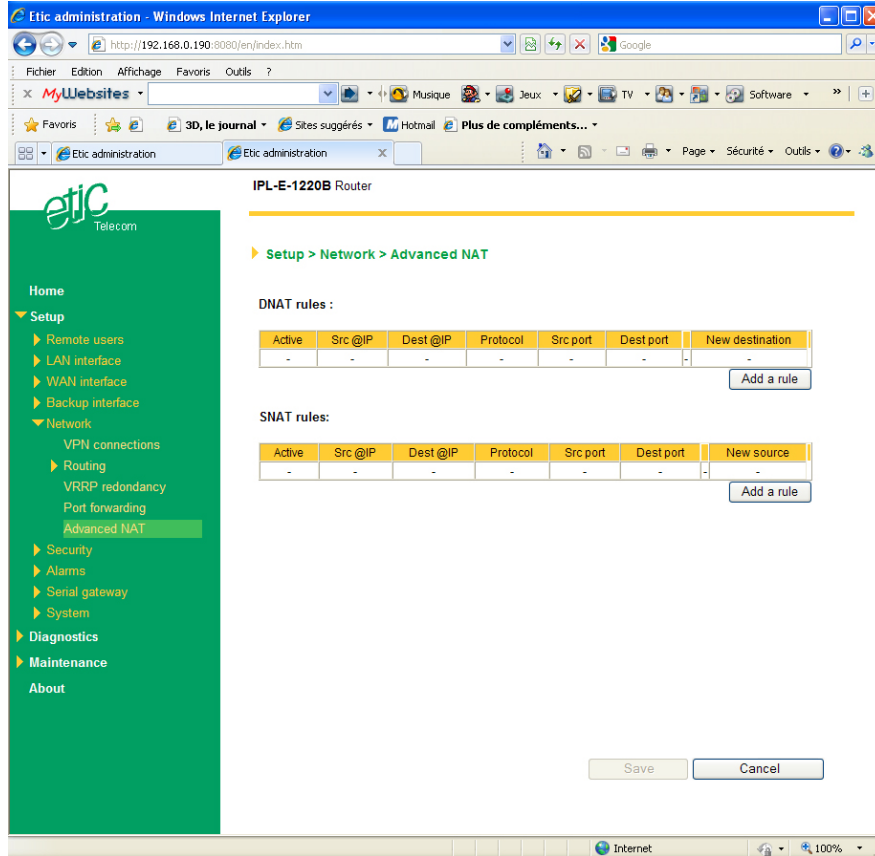 Etic administration - Windows Internet Explorer
http://192.168.0.190:8080/en/index.htm
Google
Fichier Edition Affichage Favoris Outils ?
x MyWebsites Musique Jeux TV Software »
Favoris 3D, le journal Sites suggérés Hotmail Plus de compléments...
Etic administration Etic administration X Page Sécurité Outils
etic
Telecom
IPL-E-1220B Router
Setup > Network > Advanced NAT
Home
Setup
Remote users
LAN interface
WAN interface
Backup interface
Network
VPN connections
Routing
VRRP redondancy
Port forwarding
Advanced NAT
Security
Alarms
Serial gateway
System
Diagnostics
Maintenance
About
DNAT rules :
Active Src @IP Dest @IP Protocol Src port Dest port New destination
- - - - - - - -
Add a rule
SNAT rules:
Active Src @IP Dest @IP Protocol Src port Dest port New source
- - - - - - - -
Add a rule
Save Cancel
Internet 100%